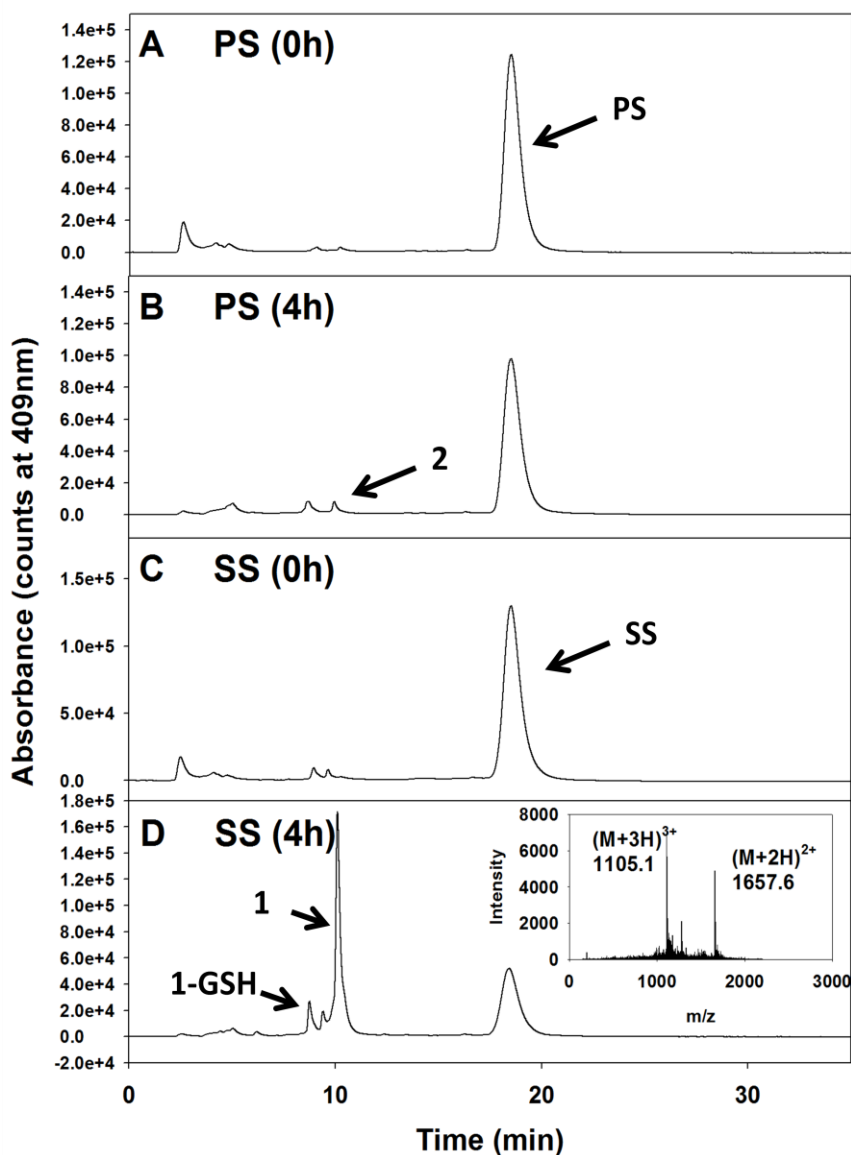 Absorbance (counts at 409nm)
A PS (0h)
1.4e+5
1.2e+5
1.0e+5
8.0e+4
6.0e+4
4.0e+4
2.0e+4
0.0
PS
B PS (4h)
1.4e+5
1.2e+5
1.0e+5
8.0e+4
6.0e+4
4.0e+4
2.0e+4
0.0
2
C SS (0h)
1.5e+5
1.0e+5
5.0e+4
0.0
SS
D SS (4h)
1.8e+5
1.6e+5
1.4e+5
1.2e+5
1.0e+5
8.0e+4
6.0e+4
4.0e+4
2.0e+4
0.0
-2.0e+4
1
1-GSH
Intensity
8000
6000
4000
2000
0
(M+3H)³⁺
1105.1
(M+2H)²⁺
1657.6
0 1000 2000 3000
m/z
0 10 20 30
Time (min)